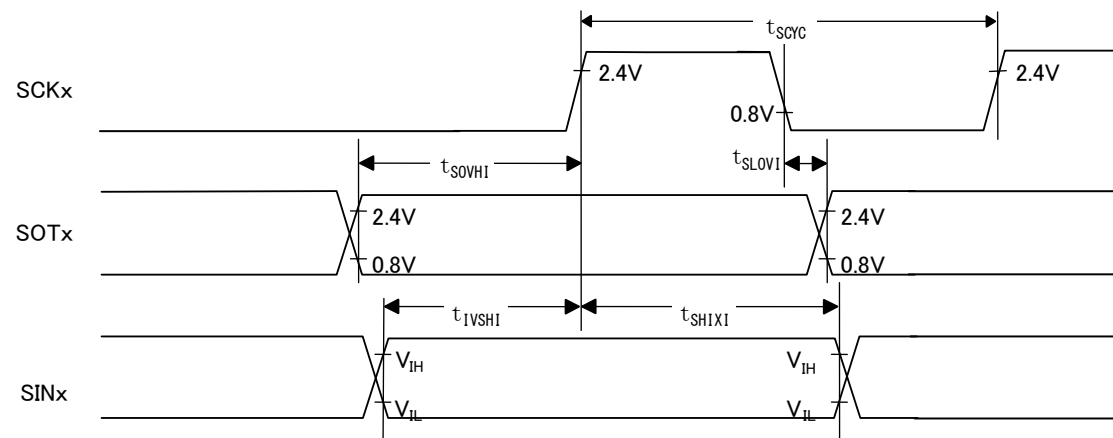 tSCYC
SCKx
2.4V
0.8V
2.4V
tSOVHI
tSLOVI
SOTx
2.4V
2.4V
0.8V
0.8V
tIVSHI
tSHIXI
SINx
VIH
VIH
VIL
VIL